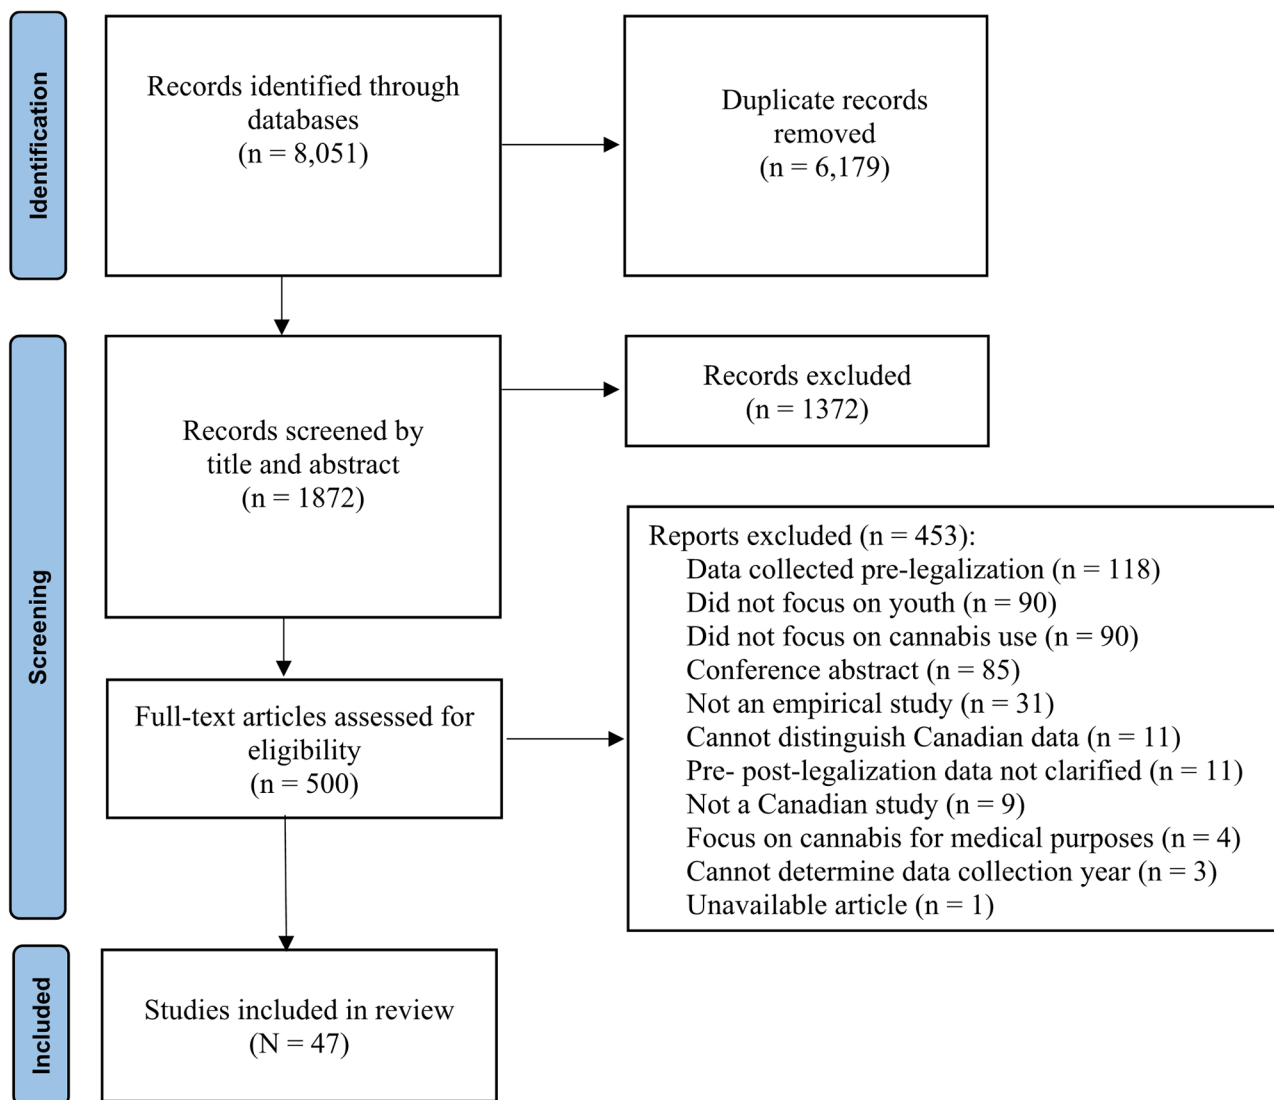 Identification
Records identified through
databases
(n = 8,051)
Duplicate records
removed
(n = 6,179)
Screening
Records screened by
title and abstract
(n = 1872)
Records excluded
(n = 1372)
Full-text articles assessed for
eligibility
(n = 500)
Reports excluded (n = 453):
Data collected pre-legalization (n = 118)
Did not focus on youth (n = 90)
Did not focus on cannabis use (n = 90)
Conference abstract (n = 85)
Not an empirical study (n = 31)
Cannot distinguish Canadian data (n = 11)
Pre- post-legalization data not clarified (n = 11)
Not a Canadian study (n = 9)
Focus on cannabis for medical purposes (n = 4)
Cannot determine data collection year (n = 3)
Unavailable article (n = 1)
Included
Studies included in review
(N = 47)